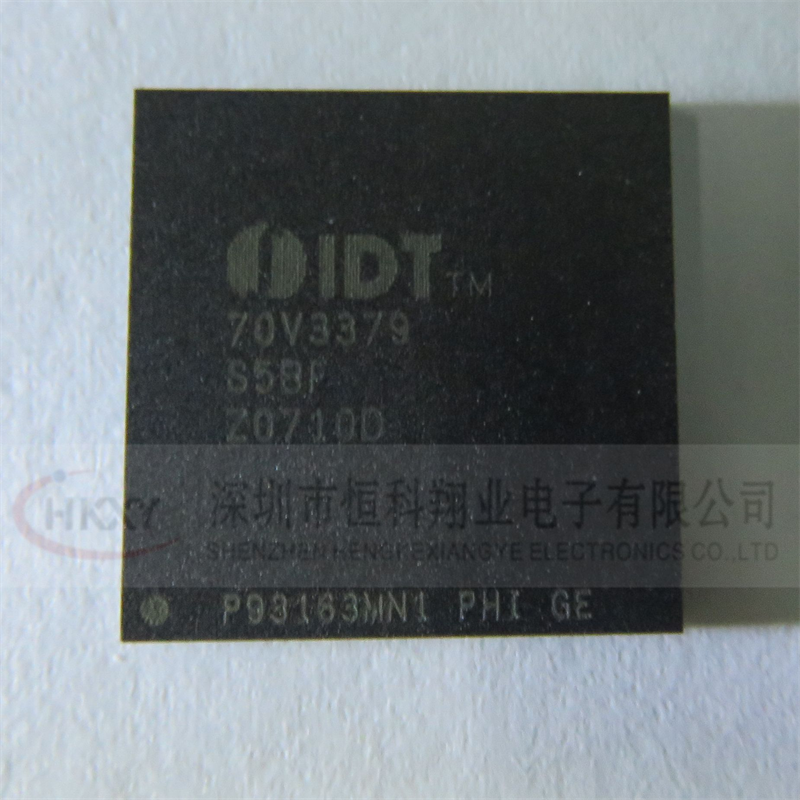 IDT™
70V3379
S5BF
Z0710D
HKXY
深圳市恒科翔业电子有限公司
SHENZHEN HENGKEXIANGYE ELECTRONICS CO.,LTD
P93163MN1 PHI GE